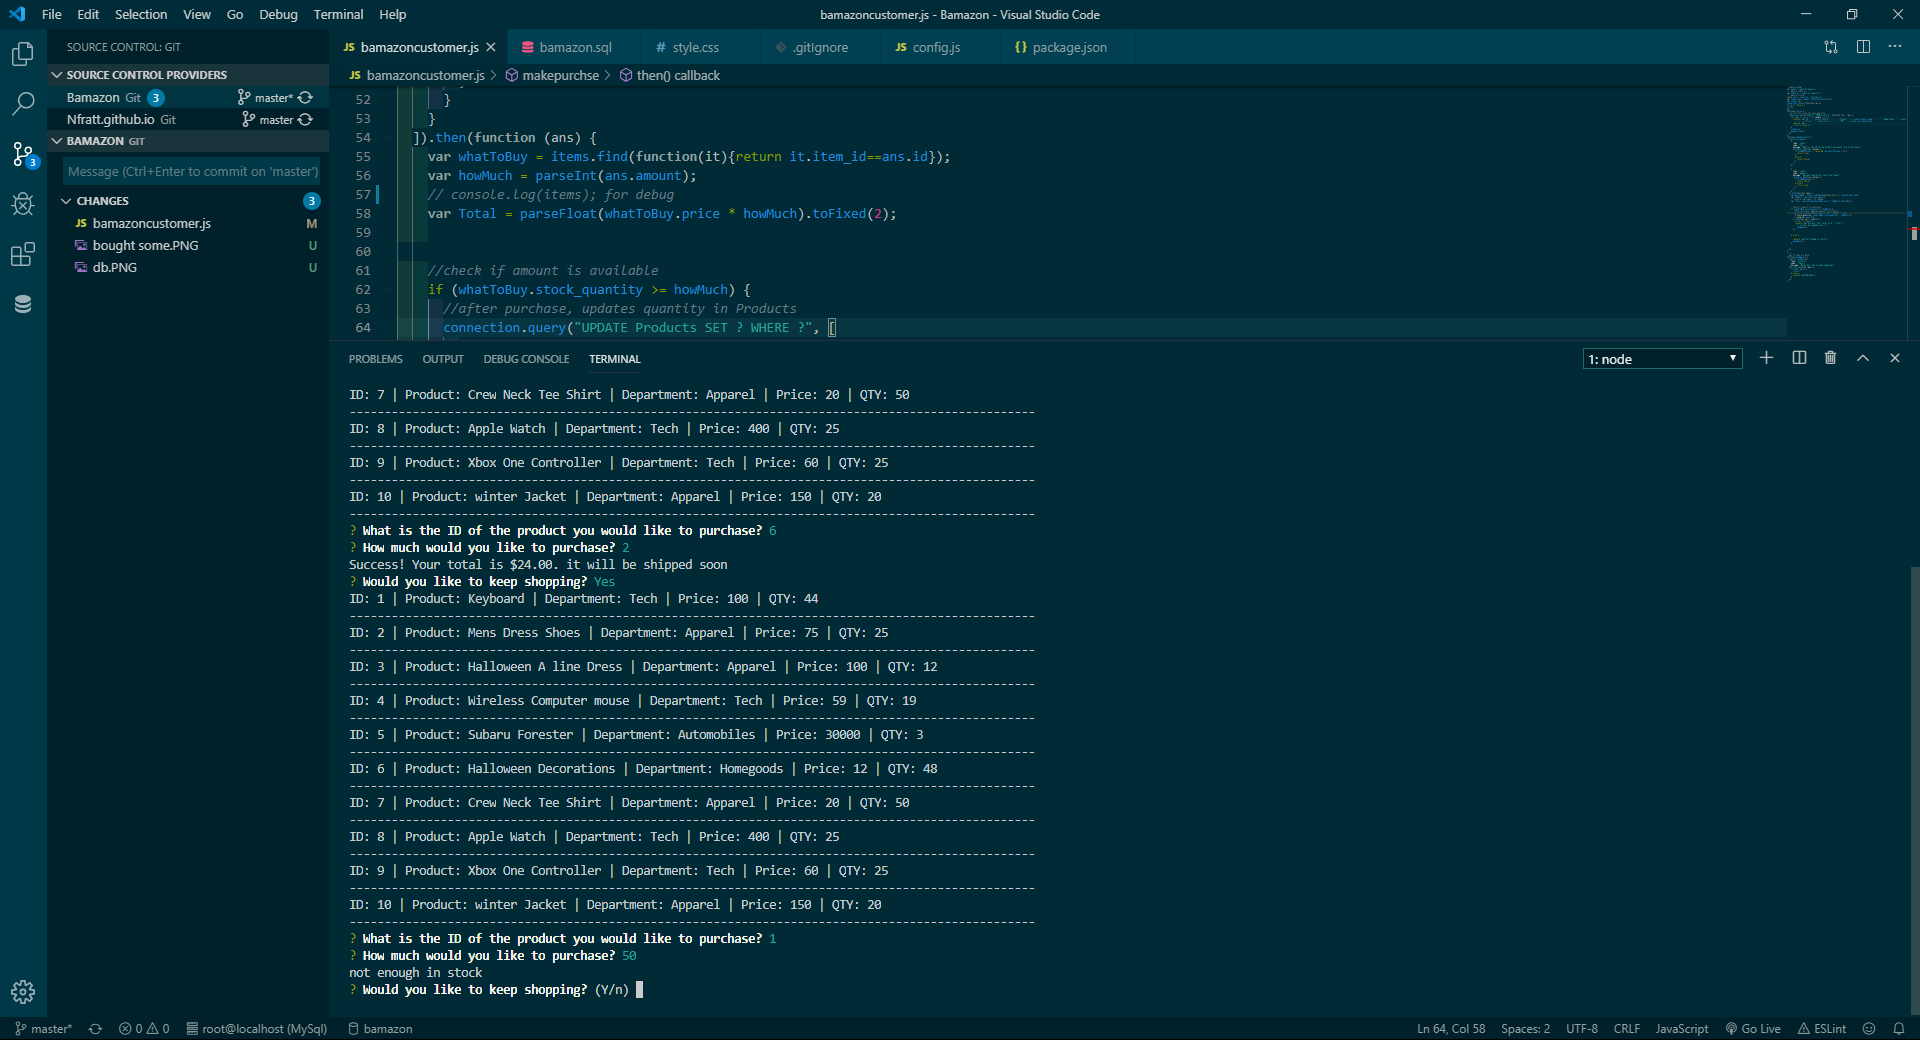 File Edit Selection View Go Debug Terminal Help
bamazoncustomer.js - Bamazon - Visual Studio Code
SOURCE CONTROL: GIT
SOURCE CONTROL PROVIDERS
Bamazon Git 3 master*
Nfratt.github.io Git master
BAMAZON GIT
Message (Ctrl+Enter to commit on 'master')
CHANGES 3
JS bamazoncustomer.js M
bought some.PNG U
db.PNG U
3
JS bamazoncustomer.js bamazon.sql # style.css .gitIgnore JS config.js {} package.json
JS bamazoncustomer.js > makepurchse > then() callback
52 }
53 }
54 ]).then(function (ans) {
55 var whatToBuy = items.find(function(it){return it.item_id==ans.id});
56 var howMuch = parseInt(ans.amount);
57 // console.log(items); for debug
58 var Total = parseFloat(whatToBuy.price * howMuch).toFixed(2);
59
60
61 //check if amount is available
62 if (whatToBuy.stock_quantity >= howMuch) {
63 //after purchase, updates quantity in Products
64 connection.query("UPDATE Products SET ? WHERE ?", [
PROBLEMS OUTPUT DEBUG CONSOLE TERMINAL 1: node
ID: 7 | Product: Crew Neck Tee Shirt | Department: Apparel | Price: 20 | QTY: 50
--------------------------------------------------------------------------------------------------
ID: 8 | Product: Apple Watch | Department: Tech | Price: 400 | QTY: 25
--------------------------------------------------------------------------------------------------
ID: 9 | Product: Xbox One Controller | Department: Tech | Price: 60 | QTY: 25
--------------------------------------------------------------------------------------------------
ID: 10 | Product: winter Jacket | Department: Apparel | Price: 150 | QTY: 20
--------------------------------------------------------------------------------------------------
? What is the ID of the product you would like to purchase? 6
? How much would you like to purchase? 2
Success! Your total is $24.00. it will be shipped soon
? Would you like to keep shopping? Yes
ID: 1 | Product: Keyboard | Department: Tech | Price: 100 | QTY: 44
--------------------------------------------------------------------------------------------------
ID: 2 | Product: Mens Dress Shoes | Department: Apparel | Price: 75 | QTY: 25
--------------------------------------------------------------------------------------------------
ID: 3 | Product: Halloween A line Dress | Department: Apparel | Price: 100 | QTY: 12
--------------------------------------------------------------------------------------------------
ID: 4 | Product: Wireless Computer mouse | Department: Tech | Price: 59 | QTY: 19
--------------------------------------------------------------------------------------------------
ID: 5 | Product: Subaru Forester | Department: Automobiles | Price: 30000 | QTY: 3
--------------------------------------------------------------------------------------------------
ID: 6 | Product: Halloween Decorations | Department: Homegoods | Price: 12 | QTY: 48
--------------------------------------------------------------------------------------------------
ID: 7 | Product: Crew Neck Tee Shirt | Department: Apparel | Price: 20 | QTY: 50
--------------------------------------------------------------------------------------------------
ID: 8 | Product: Apple Watch | Department: Tech | Price: 400 | QTY: 25
--------------------------------------------------------------------------------------------------
ID: 9 | Product: Xbox One Controller | Department: Tech | Price: 60 | QTY: 25
--------------------------------------------------------------------------------------------------
ID: 10 | Product: winter Jacket | Department: Apparel | Price: 150 | QTY: 20
--------------------------------------------------------------------------------------------------
? What is the ID of the product you would like to purchase? 1
? How much would you like to purchase? 50
not enough in stock
? Would you like to keep shopping? (Y/n)
master* 0 0 root@localhost (MySql) bamazon Ln 64, Col 58 Spaces: 2 UTF-8 CRLF JavaScript Go Live ESLint